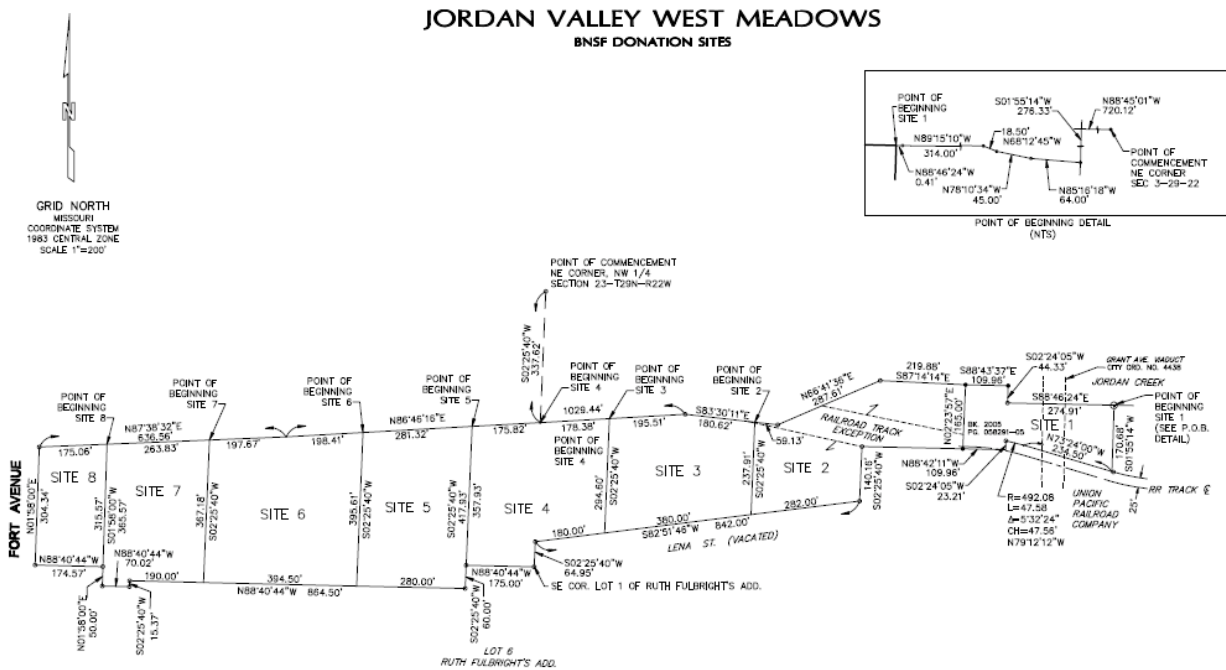 JORDAN VALLEY WEST MEADOWS
BNSF DONATION SITES
N
GRID NORTH
MISSOURI
COORDINATE SYSTEM
1983 CENTRAL ZONE
SCALE 1"=200'
POINT OF
BEGINNING
SITE 1
N89°15'10"W
314.00'
N88°46'24"W
0.41'
18.50'
N68°12'45"W
N78°10'34"W
45.00'
N85°16'18"W
64.00'
S01°55'14"W
276.33'
N88°45'01"W
720.12'
POINT OF
COMMENCEMENT
NE CORNER
SEC 3-29-22
POINT OF BEGINNING DETAIL
(NTS)
POINT OF COMMENCEMENT
NE CORNER, NW 1/4
SECTION 23-T29N-R22W
S02°25'40"W
337.62'
POINT OF
BEGINNING
SITE 8
POINT OF
BEGINNING
SITE 7
POINT OF
BEGINNING
SITE 6
POINT OF
BEGINNING
SITE 5
POINT OF
BEGINNING
SITE 4
POINT OF
BEGINNING
SITE 4
POINT OF
BEGINNING
SITE 3
POINT OF
BEGINNING
SITE 2
N87°38'32"E
636.56'
175.06'
263.83'
197.67'
198.41'
N86°46'16"E
281.32'
175.82'
1029.44'
178.38'
195.51'
S83°30'11"E
180.62'
59.13'
N66°41'36"E
287.61'
219.88'
S87°14'14"E
S88°43'37"E
109.96'
S02°24'05"W
44.33'
GRANT AVE. VIADUCT
CITY ORD. NO. 4438
JORDAN CREEK
S88°46'24"E
274.91'
SITE 1
POINT OF
BEGINNING
SITE 1
(SEE P.O.B.
DETAIL)
170.68'
S01°55'14"W
N73°24'00"W
234.50'
RR TRACK ℄
25'
UNION
PACIFIC
RAILROAD
COMPANY
R=492.08
L=47.58
Δ=5°32'24"
CH=47.56'
N79°12'12"W
N02°23'57"E
165.00'
BK. 2005
PG. 058291-05
RAILROAD TRACK
EXCEPTION
N88°42'11"W
109.96'
S02°24'05"W
23.21'
FORT AVENUE
N01°58'00"E
304.34'
SITE 8
315.57'
S01°58'00"W
365.57'
SITE 7
367.18'
S02°25'40"W
SITE 6
395.61'
S02°25'40"W
SITE 5
S02°25'40"W
417.93'
357.93'
SITE 4
294.60'
S02°25'40"W
SITE 3
237.91'
S02°25'40"W
SITE 2
140.16'
S02°25'40"W
180.00'
380.00'
282.00'
S82°51'46"W
842.00'
LENA ST. (VACATED)
N88°40'44"W
174.57'
N88°40'44"W
70.02'
190.00'
394.50'
280.00'
N88°40'44"W
864.50'
N88°40'44"W
175.00'
S02°25'40"W
64.95'
SE COR. LOT 1 OF RUTH FULBRIGHT'S ADD.
N01°58'00"E
50.00'
S02°25'40"W
15.37'
S02°25'40"W
60.00'
LOT 6
RUTH FULBRIGHT'S ADD.